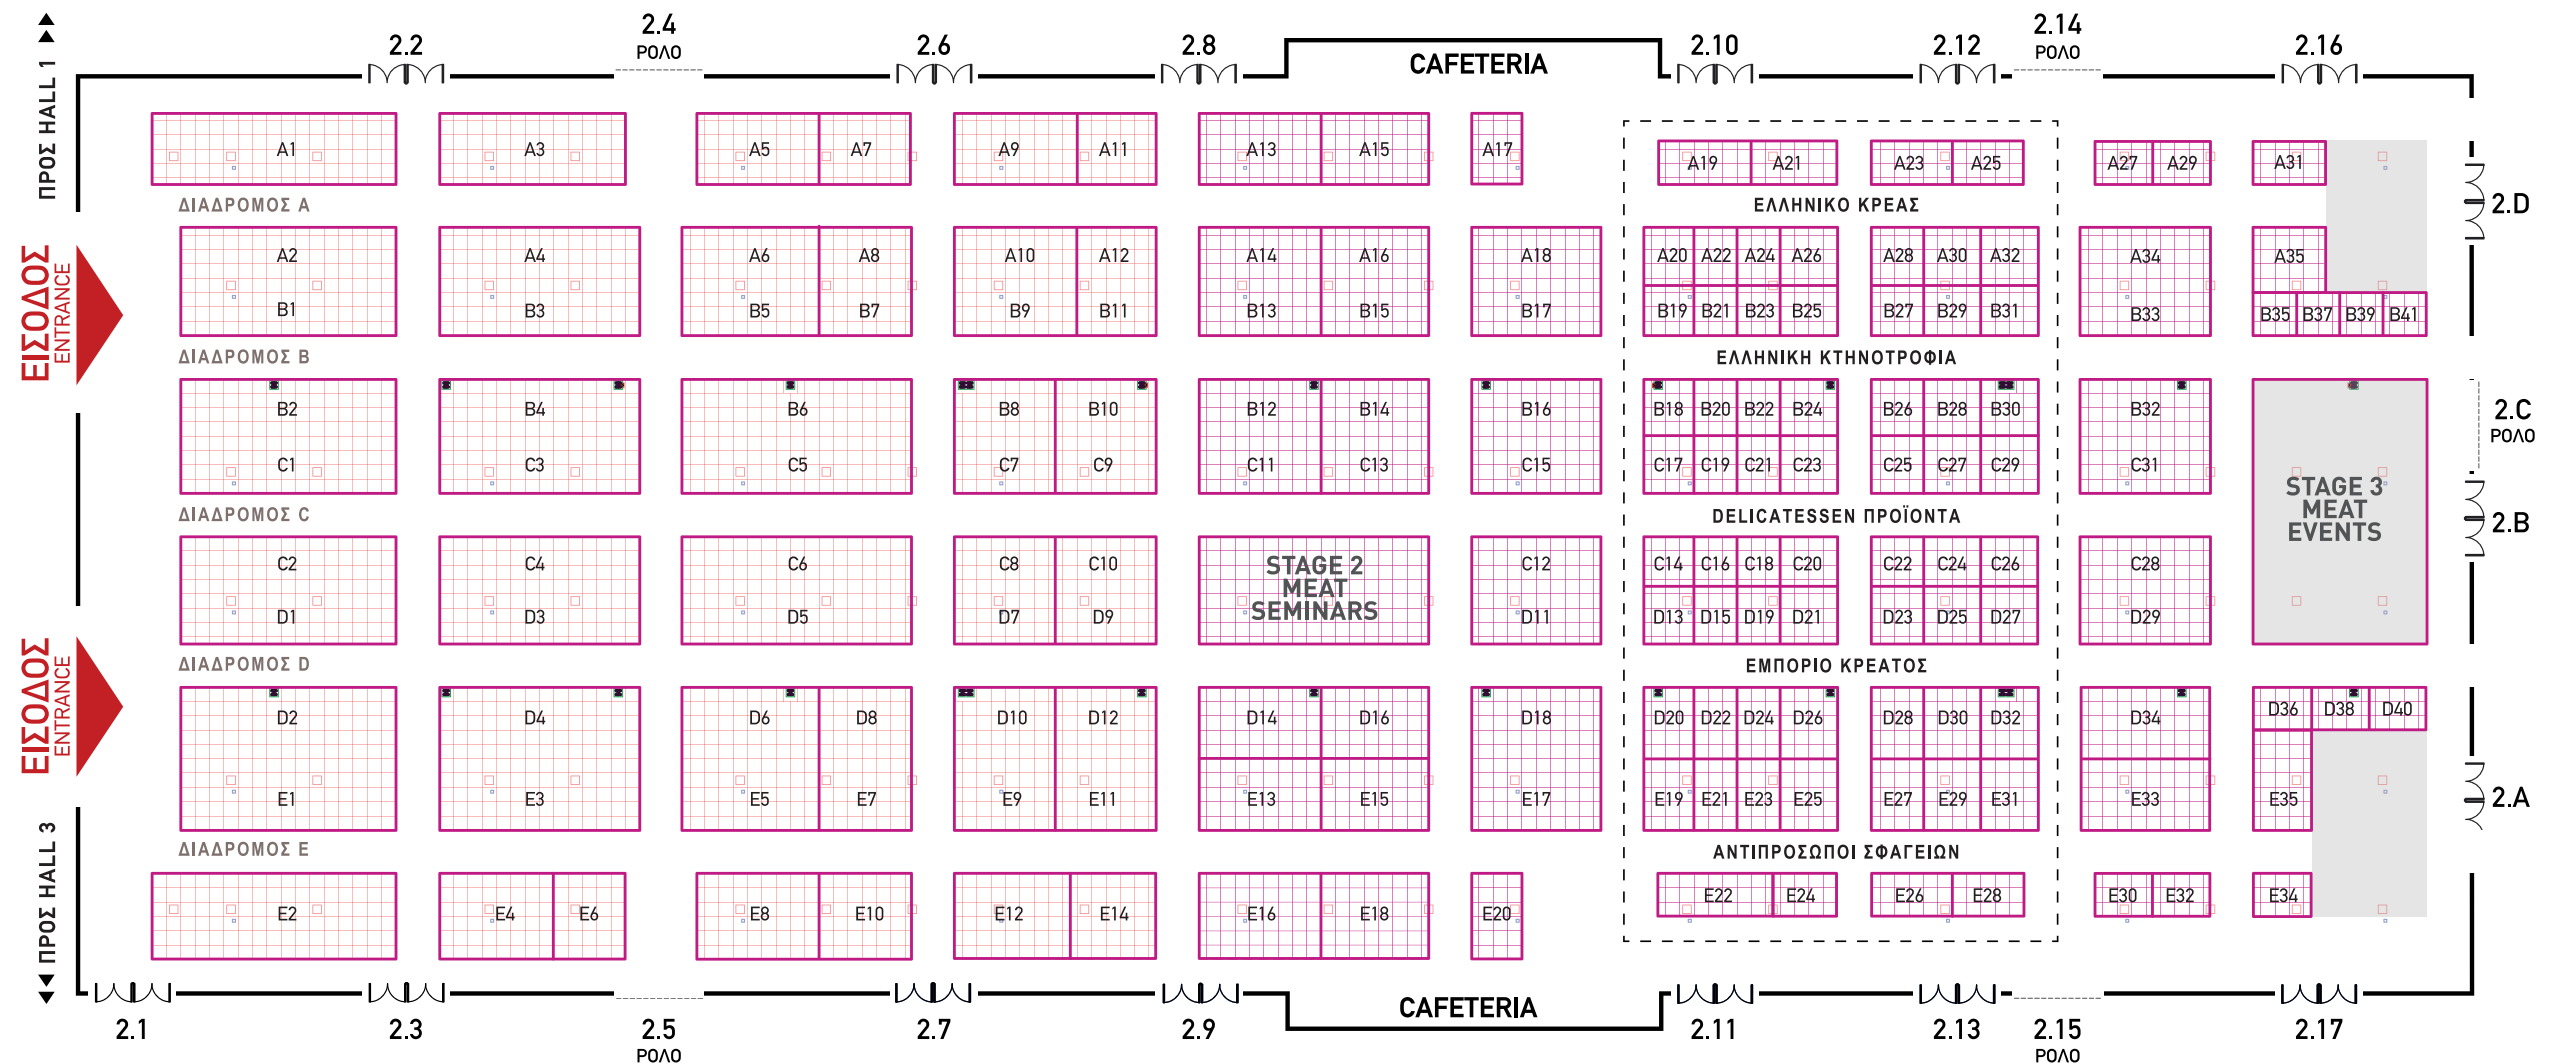 ΠΡΟΣ HALL 1
2.2
2.4
ΡΟΛΟ
2.6
2.8
CAFETERIA
2.10
2.12
2.14
ΡΟΛΟ
2.16
A1 A3 A5 A7 A9 A11 A13 A15 A17 A19 A21 A23 A25 A27 A29 A31
ΔΙΑΔΡΟΜΟΣ A
ΕΛΛΗΝΙΚΟ ΚΡΕΑΣ
2.D
ΕΙΣΟΔΟΣ
ENTRANCE
A2 A4 A6 A8 A10 A12 A14 A16 A18 A20 A22 A24 A26 A28 A30 A32 A34 A35
B1 B3 B5 B7 B9 B11 B13 B15 B17 B19 B21 B23 B25 B27 B29 B31 B33 B35 B37 B39 B41
ΔΙΑΔΡΟΜΟΣ B
ΕΛΛΗΝΙΚΗ ΚΤΗΝΟΤΡΟΦΙΑ
B2 B4 B6 B8 B10 B12 B14 B16 B18 B20 B22 B24 B26 B28 B30 B32
2.C
ΡΟΛΟ
C1 C3 C5 C7 C9 C11 C13 C15 C17 C19 C21 C23 C25 C27 C29 C31
STAGE 3
MEAT
EVENTS
ΔΙΑΔΡΟΜΟΣ C
DELICATESSEN ΠΡΟΪΟΝΤΑ
2.B
C2 C4 C6 C8 C10
STAGE 2
MEAT
SEMINARS
C12 C14 C16 C18 C20 C22 C24 C26 C28
D1 D3 D5 D7 D9 D11 D13 D15 D19 D21 D23 D25 D27 D29
ΔΙΑΔΡΟΜΟΣ D
ΕΜΠΟΡΙΟ ΚΡΕΑΤΟΣ
ΕΙΣΟΔΟΣ
ENTRANCE
D2 D4 D6 D8 D10 D12 D14 D16 D18 D20 D22 D24 D26 D28 D30 D32 D34 D36 D38 D40
E1 E3 E5 E7 E9 E11 E13 E15 E17 E19 E21 E23 E25 E27 E29 E31 E33 E35
2.A
ΔΙΑΔΡΟΜΟΣ E
ΑΝΤΙΠΡΟΣΩΠΟΙ ΣΦΑΓΕΙΩΝ
E2 E4 E6 E8 E10 E12 E14 E16 E18 E20 E22 E24 E26 E28 E30 E32 E34
ΠΡΟΣ HALL 3
2.1
2.3
2.5
ΡΟΛΟ
2.7
2.9
CAFETERIA
2.11
2.13
2.15
ΡΟΛΟ
2.17